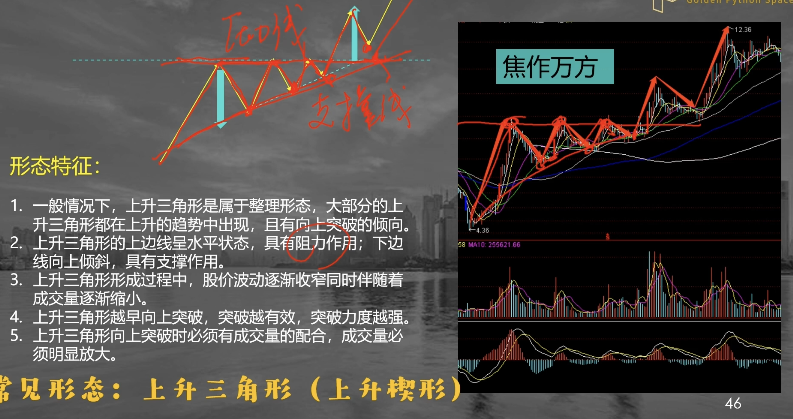 Golden Python Space
压力线
支撑线
焦作万方
12.36
4.36
形态特征：
1. 一般情况下，上升三角形是属于整理形态，大部分的上
升三角形都在上升的趋势中出现，且有向上突破的倾向。
2. 上升三角形的上边线呈水平状态，具有阻力作用；下边
线向上倾斜，具有支撑作用。
3. 上升三角形形成过程中，股价波动逐渐收窄同时伴随着
成交量逐渐缩小。
4. 上升三角形越早向上突破，突破越有效，突破力度越强。
5. 上升三角形向上突破时必须有成交量的配合，成交量必
须明显放大。
58 MA10: 25562166
常见形态：上升三角形（上升楔形）
46